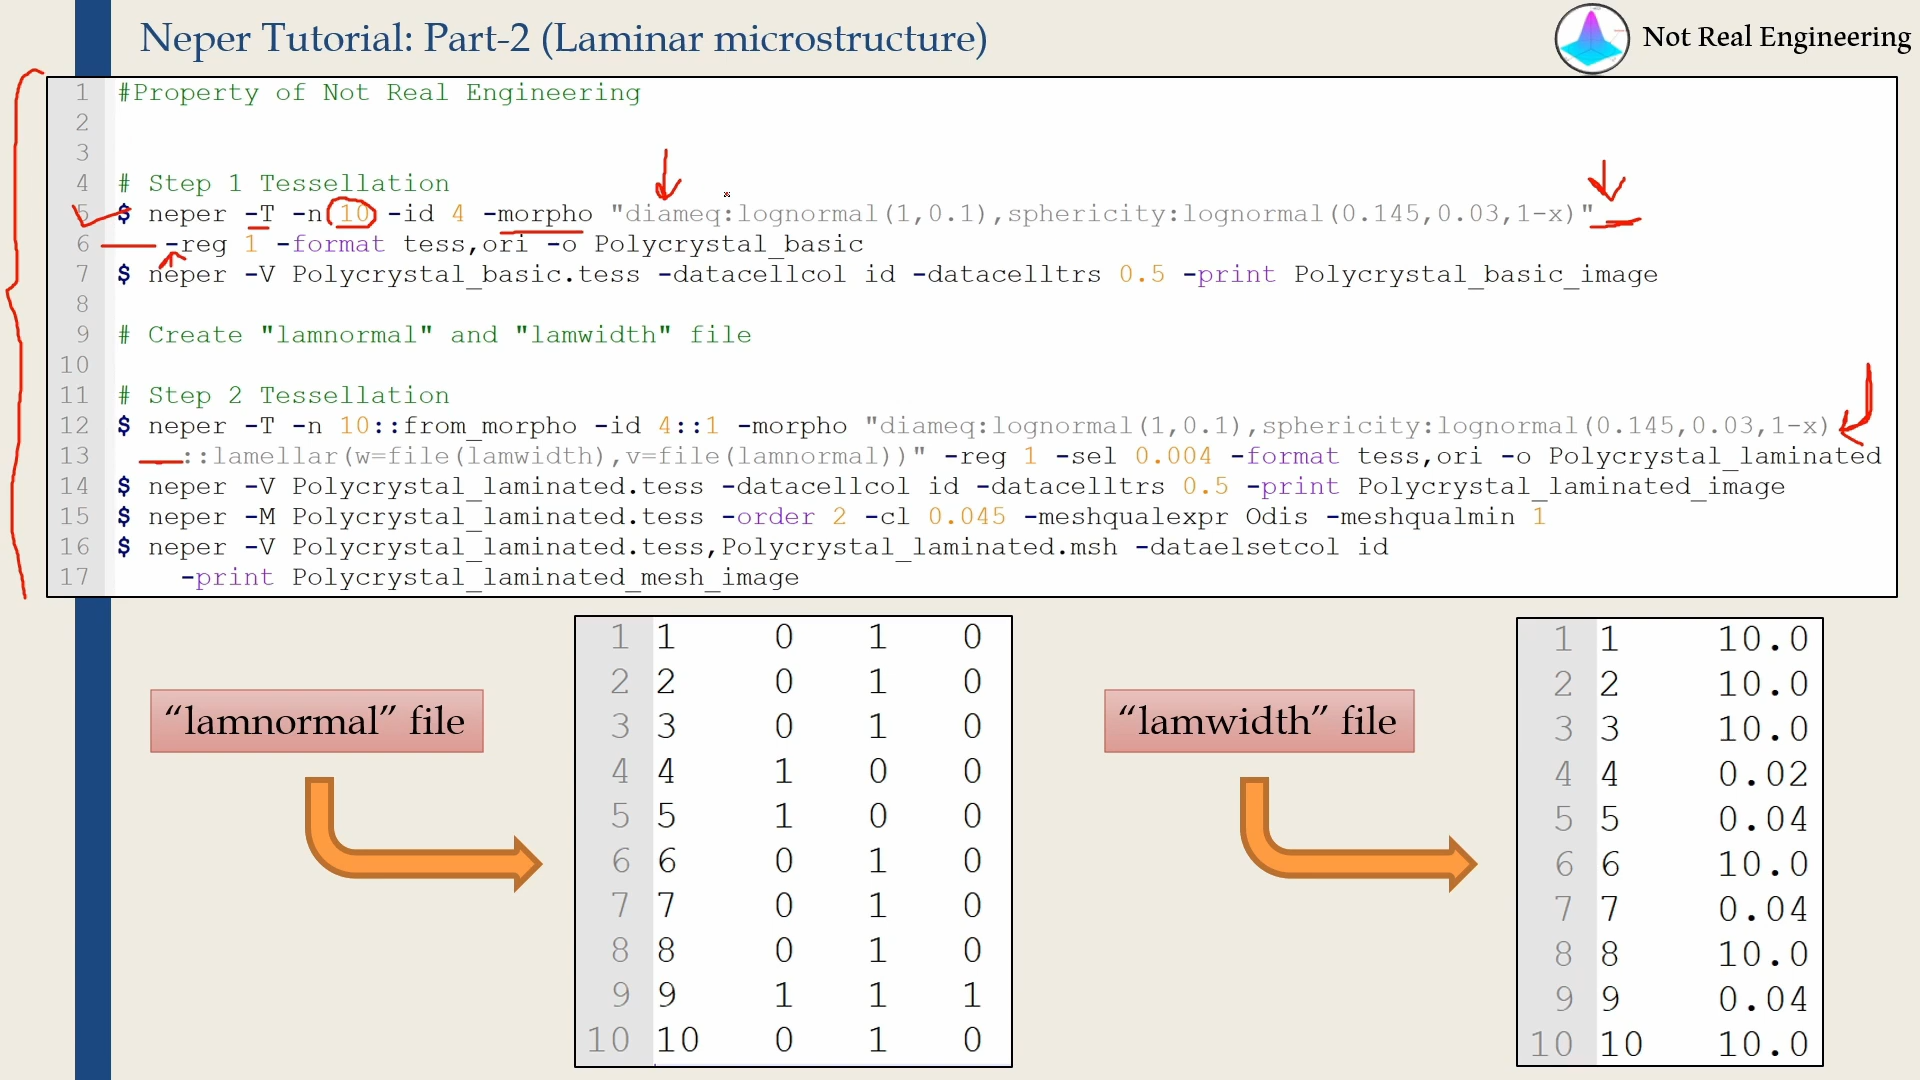 Neper Tutorial: Part-2 (Laminar microstructure)
Not Real Engineering
1 #Property of Not Real Engineering
2
3
4 # Step 1 Tessellation
5 $ neper -T -n 10 -id 4 -morpho "diameq:lognormal(1,0.1),sphericity:lognormal(0.145,0.03,1-x)"
6 -reg 1 -format tess,ori -o Polycrystal_basic
7 $ neper -V Polycrystal_basic.tess -datacellcol id -datacelltrs 0.5 -print Polycrystal_basic_image
8
9 # Create "lamnormal" and "lamwidth" file
10
11 # Step 2 Tessellation
12 $ neper -T -n 10::from_morpho -id 4::1 -morpho "diameq:lognormal(1,0.1),sphericity:lognormal(0.145,0.03,1-x)
13 ::lamellar(w=file(lamwidth),v=file(lamnormal))" -reg 1 -sel 0.004 -format tess,ori -o Polycrystal_laminated
14 $ neper -V Polycrystal_laminated.tess -datacellcol id -datacelltrs 0.5 -print Polycrystal_laminated_image
15 $ neper -M Polycrystal_laminated.tess -order 2 -cl 0.045 -meshqualexpr Odis -meshqualmin 1
16 $ neper -V Polycrystal_laminated.tess,Polycrystal_laminated.msh -dataelsetcol id
17 -print Polycrystal_laminated_mesh_image
“lamnormal” file
1 1 0 1 0
2 2 0 1 0
3 3 0 1 0
4 4 1 0 0
5 5 1 0 0
6 6 0 1 0
7 7 0 1 0
8 8 0 1 0
9 9 1 1 1
10 10 0 1 0
“lamwidth” file
1 1 10.0
2 2 10.0
3 3 10.0
4 4 0.02
5 5 0.04
6 6 10.0
7 7 0.04
8 8 10.0
9 9 0.04
10 10 10.0